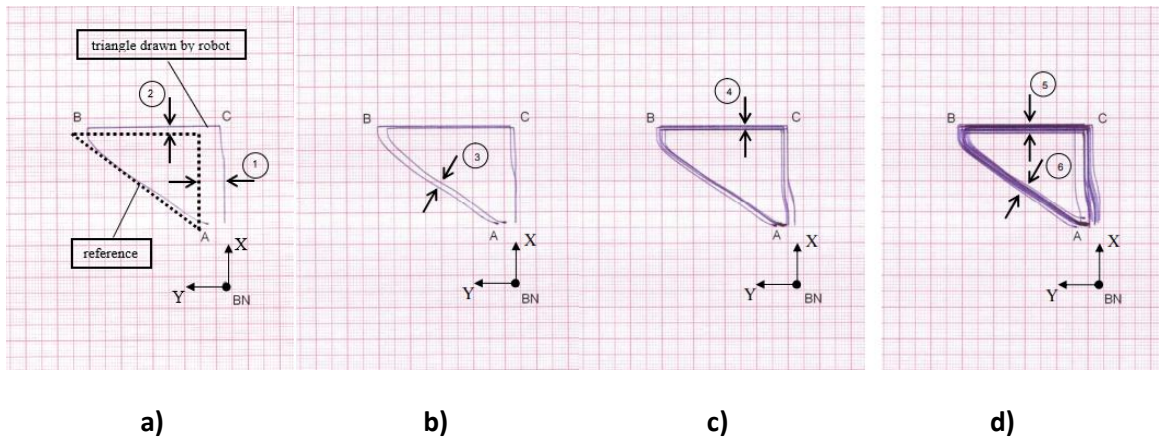 triangle drawn by robot
B
2
C
1
A
reference
X
Y
BN
a)
B
C
3
A
X
Y
BN
b)
4
B
C
A
X
Y
BN
c)
5
B
C
6
A
X
Y
BN
d)